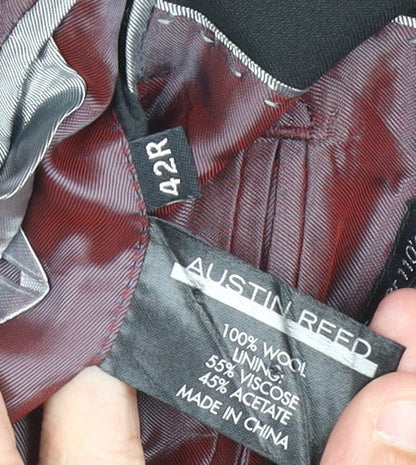 42R
AUSTIN REED
100% WOOL
LINING:
55% VISCOSE
45% ACETATE
MADE IN CHINA